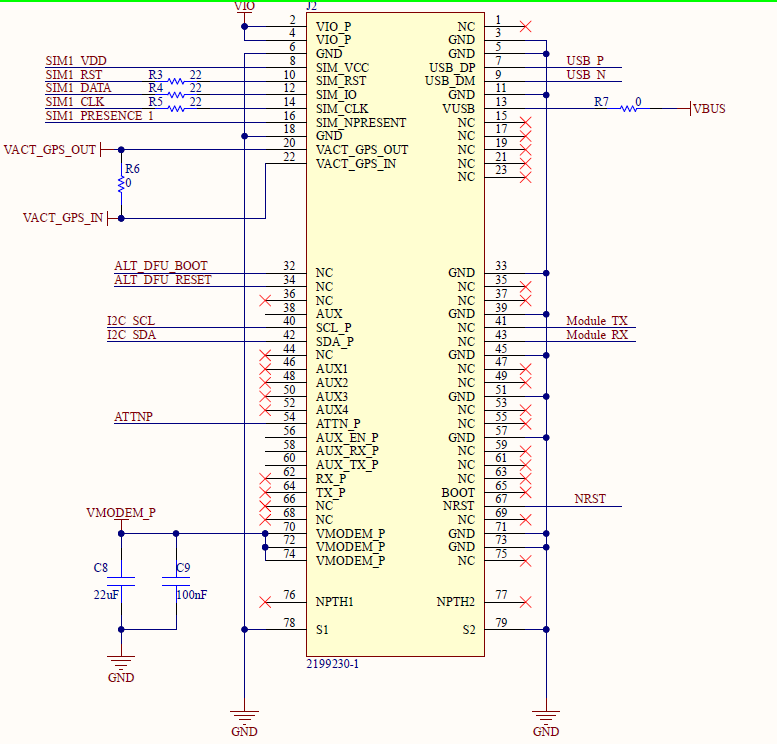 VIO J2
2 VIO_P NC 1
4 VIO_P GND 3
6 GND GND 5
SIM1_VDD 8 SIM_VCC USB_DP 7 USB_P
SIM1_RST R3 22 10 SIM_RST USB_DM 9 USB_N
SIM1_DATA R4 22 12 SIM_IO GND 11
SIM1_CLK R5 22 14 SIM_CLK VUSB 13 R7 0 VBUS
SIM1_PRESENCE_1 16 SIM_NPRESENT NC 15
18 GND NC 17
VACT_GPS_OUT 20 VACT_GPS_OUT NC 19
22 VACT_GPS_IN NC 21
R6 NC 23
0
VACT_GPS_IN
ALT_DFU_BOOT 32 NC GND 33
ALT_DFU_RESET 34 NC NC 35
36 NC NC 37
38 AUX GND 39
I2C_SCL 40 SCL_P NC 41 Module_TX
I2C_SDA 42 SDA_P NC 43 Module_RX
44 NC GND 45
46 AUX1 NC 47
48 AUX2 NC 49
50 AUX3 GND 51
52 AUX4 NC 53
ATTNP 54 ATTN_P NC 55
56 AUX_EN_P GND 57
58 AUX_RX_P NC 59
60 AUX_TX_P NC 61
62 RX_P NC 63
64 TX_P BOOT 65
66 NC NRST 67 NRST
VMODEM_P 68 NC NC 69
70 VMODEM_P GND 71
72 VMODEM_P GND 73
74 VMODEM_P NC 75
C8 C9
22uF 100nF
76 NPTH1 NPTH2 77
78 S1 S2 79
2199230-1
GND
GND GND